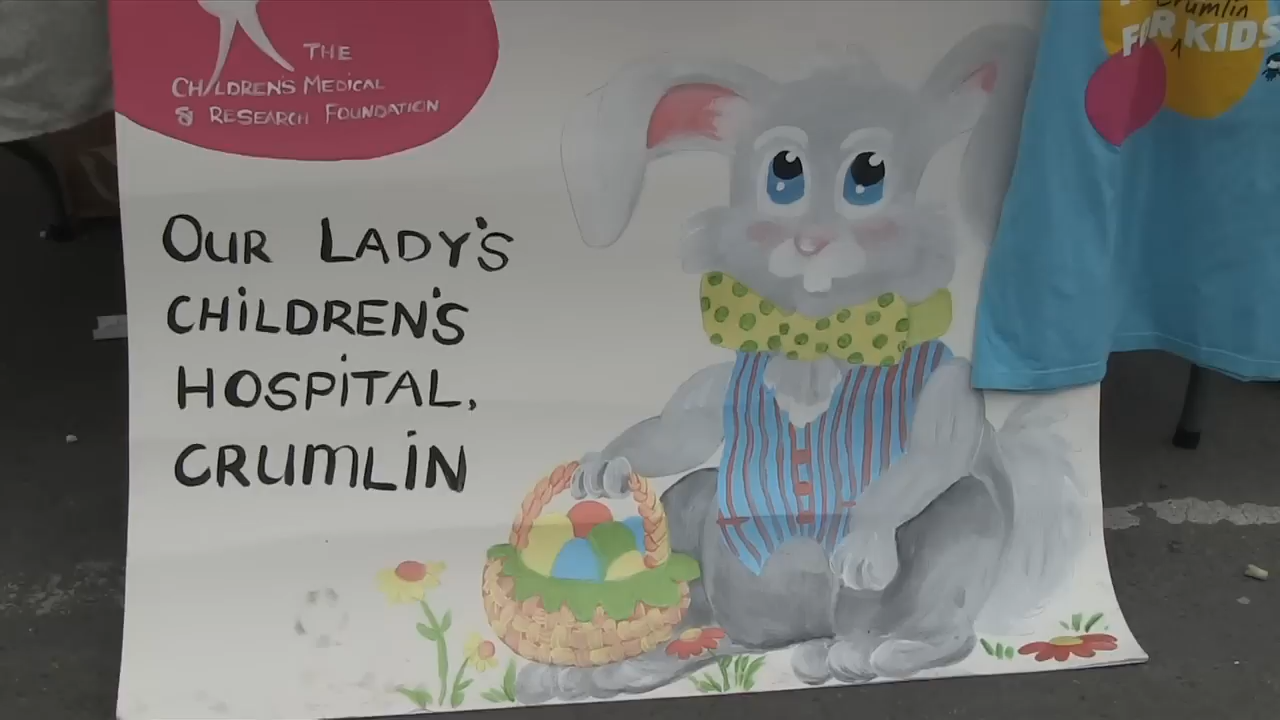 THE
CHILDREN'S MEDICAL
& RESEARCH FOUNDATION
OUR LADY'S
CHILDREN'S
HOSPITAL,
CRUMLIN
Crumlin
FOR KIDS